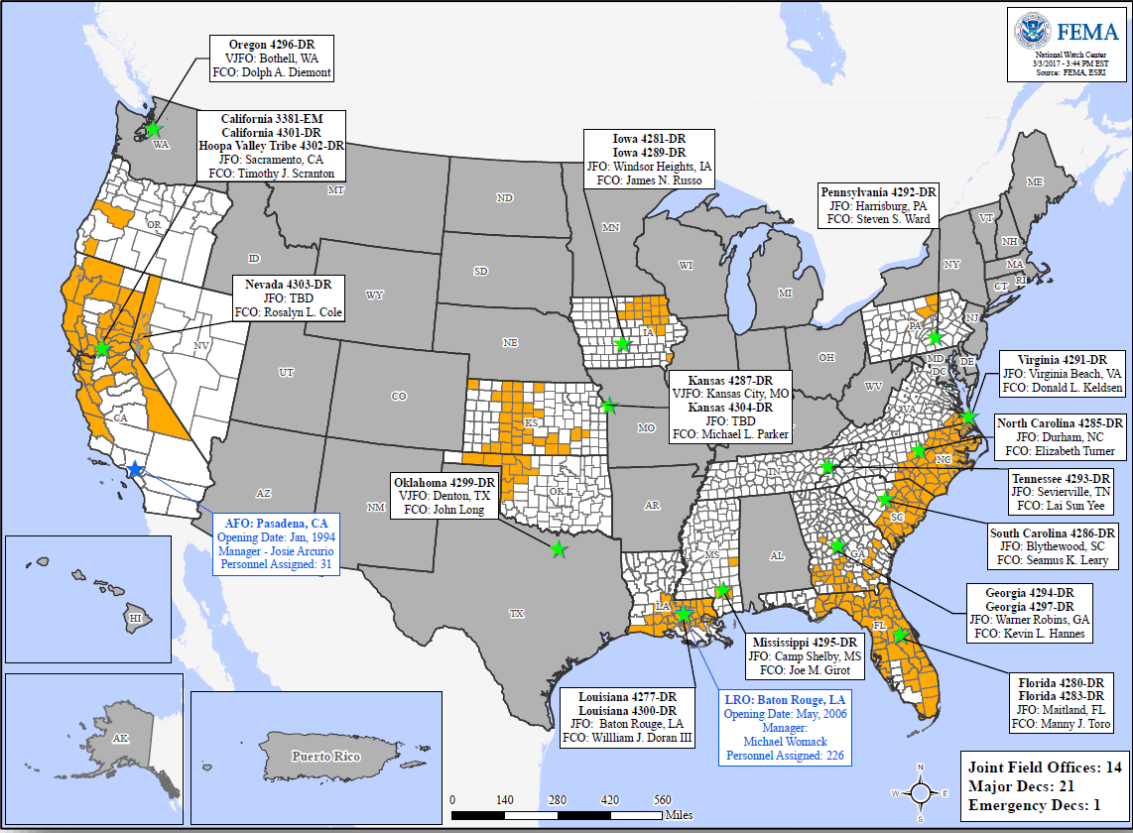 FEMA
National Watch Center
3/3/2017 - 3:44 PM EST
Source: FEMA, ESRI
Oregon 4296-DR
VJFO: Bothell, WA
FCO: Dolph A. Diemont
California 3381-EM
California 4301-DR
Hoopa Valley Tribe 4302-DR
JFO: Sacramento, CA
FCO: Timothy J. Scranton
Iowa 4281-DR
Iowa 4289-DR
JFO: Windsor Heights, IA
FCO: James N. Russo
Pennsylvania 4292-DR
JFO: Harrisburg, PA
FCO: Steven S. Ward
Nevada 4303-DR
JFO: TBD
FCO: Rosalyn L. Cole
Virginia 4291-DR
JFO: Virginia Beach, VA
FCO: Donald L. Keldsen
Kansas 4287-DR
VJFO: Kansas City, MO
Kansas 4304-DR
JFO: TBD
FCO: Michael L. Parker
North Carolina 4285-DR
JFO: Durham, NC
FCO: Elizabeth Turner
Oklahoma 4299-DR
VJFO: Denton, TX
FCO: John Long
Tennessee 4293-DR
JFO: Sevierville, TN
FCO: Lai Sun Yee
AFO: Pasadena, CA
Opening Date: Jan, 1994
Manager - Josie Arcurio
Personnel Assigned: 31
South Carolina 4286-DR
JFO: Blythewood, SC
FCO: Seamus K. Leary
Georgia 4294-DR
Georgia 4297-DR
JFO: Warner Robins, GA
FCO: Kevin L. Hannes
Mississippi 4295-DR
JFO: Camp Shelby, MS
FCO: Joe M. Girot
Florida 4280-DR
Florida 4283-DR
JFO: Maitland, FL
FCO: Manny J. Toro
Louisiana 4277-DR
Louisiana 4300-DR
JFO: Baton Rouge, LA
FCO: Willliam J. Doran III
LRO: Baton Rouge, LA
Opening Date: May, 2006
Manager:
Michael Womack
Personnel Assigned: 226
WA
MT
ND
MN
ME
OR
ID
SD
WI
MI
NY
VT
NH
MA
CT
RI
WY
NV
NE
IA
PA
NJ
OH
UT
CO
KS
MO
WV
MD
DE
DC
VA
CA
AZ
NM
OK
AR
TN
NC
SC
TX
LA
MS
AL
GA
FL
HI
AK
Puerto Rico
N
W
E
S
0 140 280 420 560
Miles
Joint Field Offices: 14
Major Decs: 21
Emergency Decs: 1